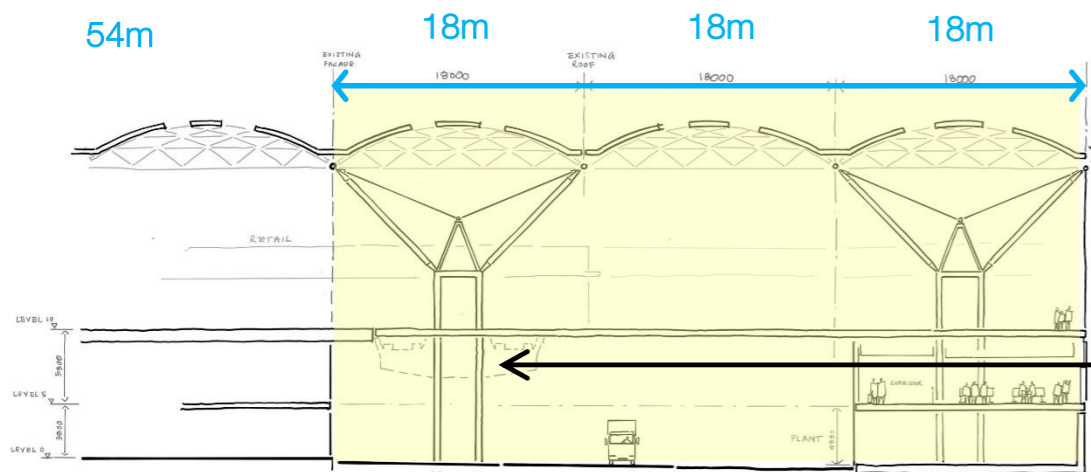 54m
18m
18m
18m
EXISTING
FACADE
EXISTING
ROOF
18000
18000
18000
RETAIL
LEVEL 10
LEVEL 5
CORRIDOR
3000
PLANT
LEVEL 0